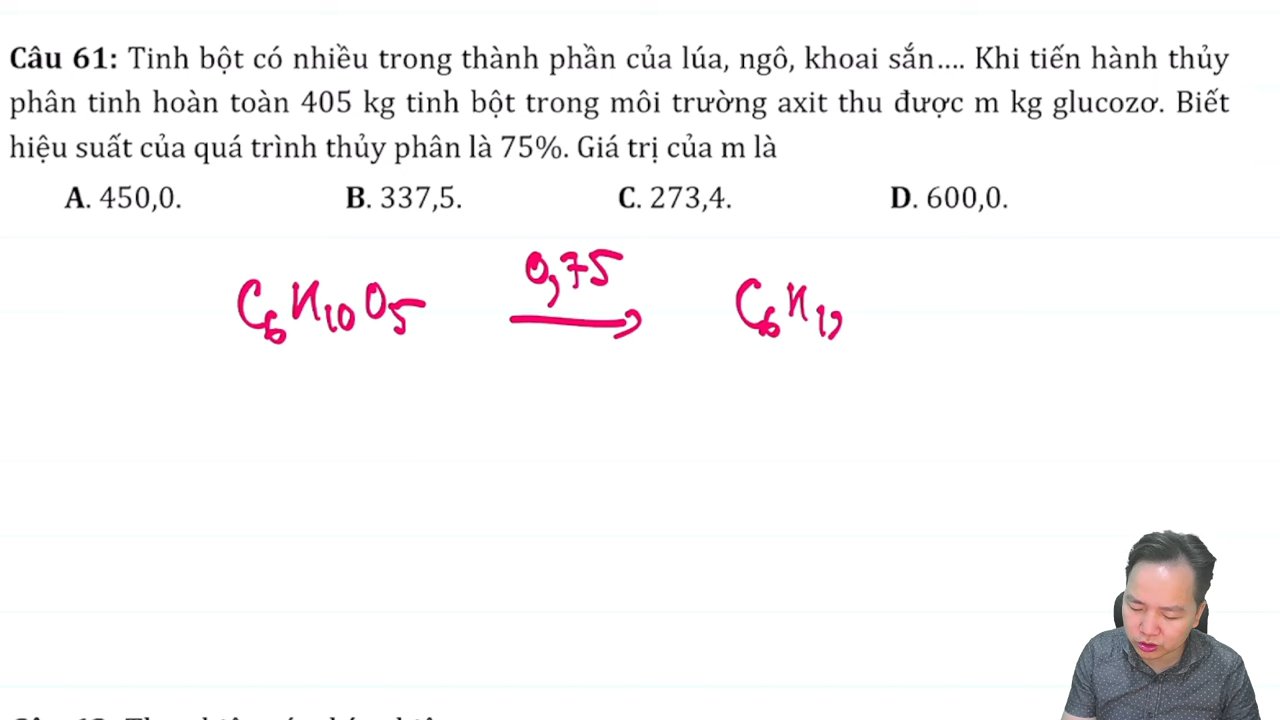 Câu 61: Tinh bột có nhiều trong thành phần của lúa, ngô, khoai sắn.... Khi tiến hành thủy
phân tinh hoàn toàn 405 kg tinh bột trong môi trường axit thu được m kg glucozơ. Biết
hiệu suất của quá trình thủy phân là 75%. Giá trị của m là
A. 450,0. B. 337,5. C. 273,4. D. 600,0.
0,75
C6H10O5 → C6H12